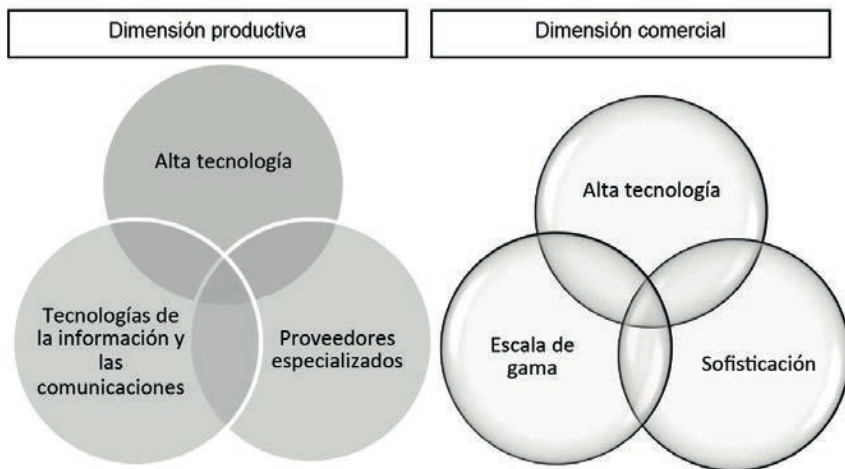 Dimensión productiva
Alta tecnología
Tecnologías de
la información y
las
comunicaciones
Proveedores
especializados
Dimensión comercial
Alta tecnología
Escala de
gama
Sofisticación